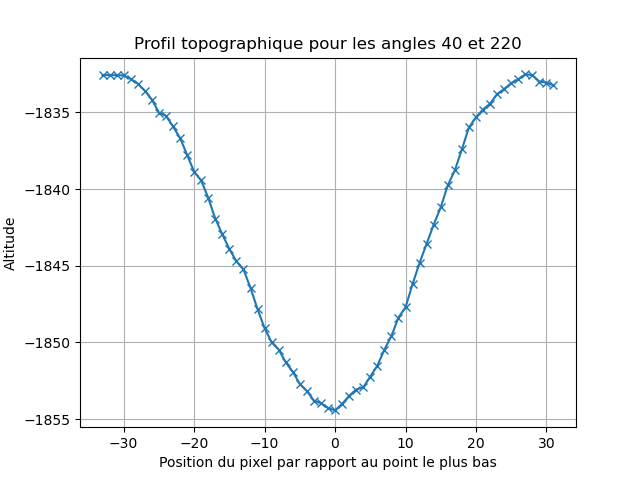 Profil topographique pour les angles 40 et 220
Altitude
−1835
−1840
−1845
−1850
−1855
−30 −20 −10 0 10 20 30
Position du pixel par rapport au point le plus bas